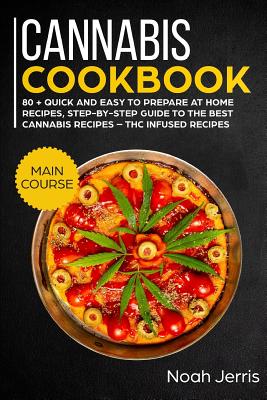 CANNABIS
COOKBOOK
80 + QUICK AND EASY TO PREPARE AT HOME
RECIPES, STEP-BY-STEP GUIDE TO THE BEST
CANNABIS RECIPES – THC INFUSED RECIPES
MAIN
COURSE
Noah Jerris